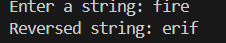 Enter a string: fire
Reversed string: erif